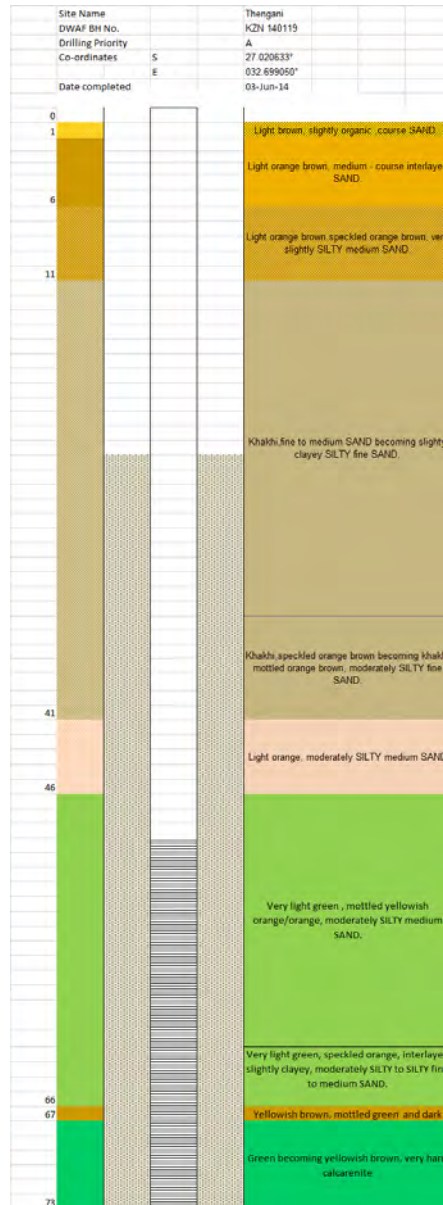 Site Name Thengani
DWAF BH No. KZN 140119
Drilling Priority A
Co-ordinates S 27.020633°
E 032.699060°
Date completed 03-Jun-14
0
1
Light brown, slightly organic ,course SAND.
Light orange brown, medium - course interlaye
SAND.
6
Light orange brown,speckled orange brown, ver
slightly SILTY medium SAND.
11
Khakhi,fine to medium SAND becoming slighty
clayey SILTY fine SAND.
Khakhi,speckled orange brown becoming khakh
mottled orange brown, moderately SILTY fine
SAND.
41
Light orange, moderately SILTY medium SAND
46
Very light green , mottled yellowish
orange/orange, moderately SILTY medium
SAND.
Very light green, speckled orange, interlaye
slightly clayey, moderately SILTY to SILTY fin
to medium SAND.
66
67
Yellowish brown, mottled green and dark
Green becoming yellowish brown, very har
calcarenite
73